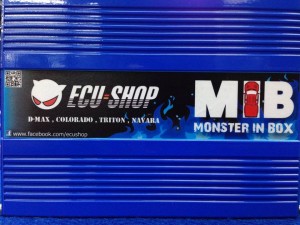 ECU=SHOP
D-MAX , COLORADO , TRITON , NAVARA
www.facebook.com/ecushop
MIB
MONSTER IN BOX